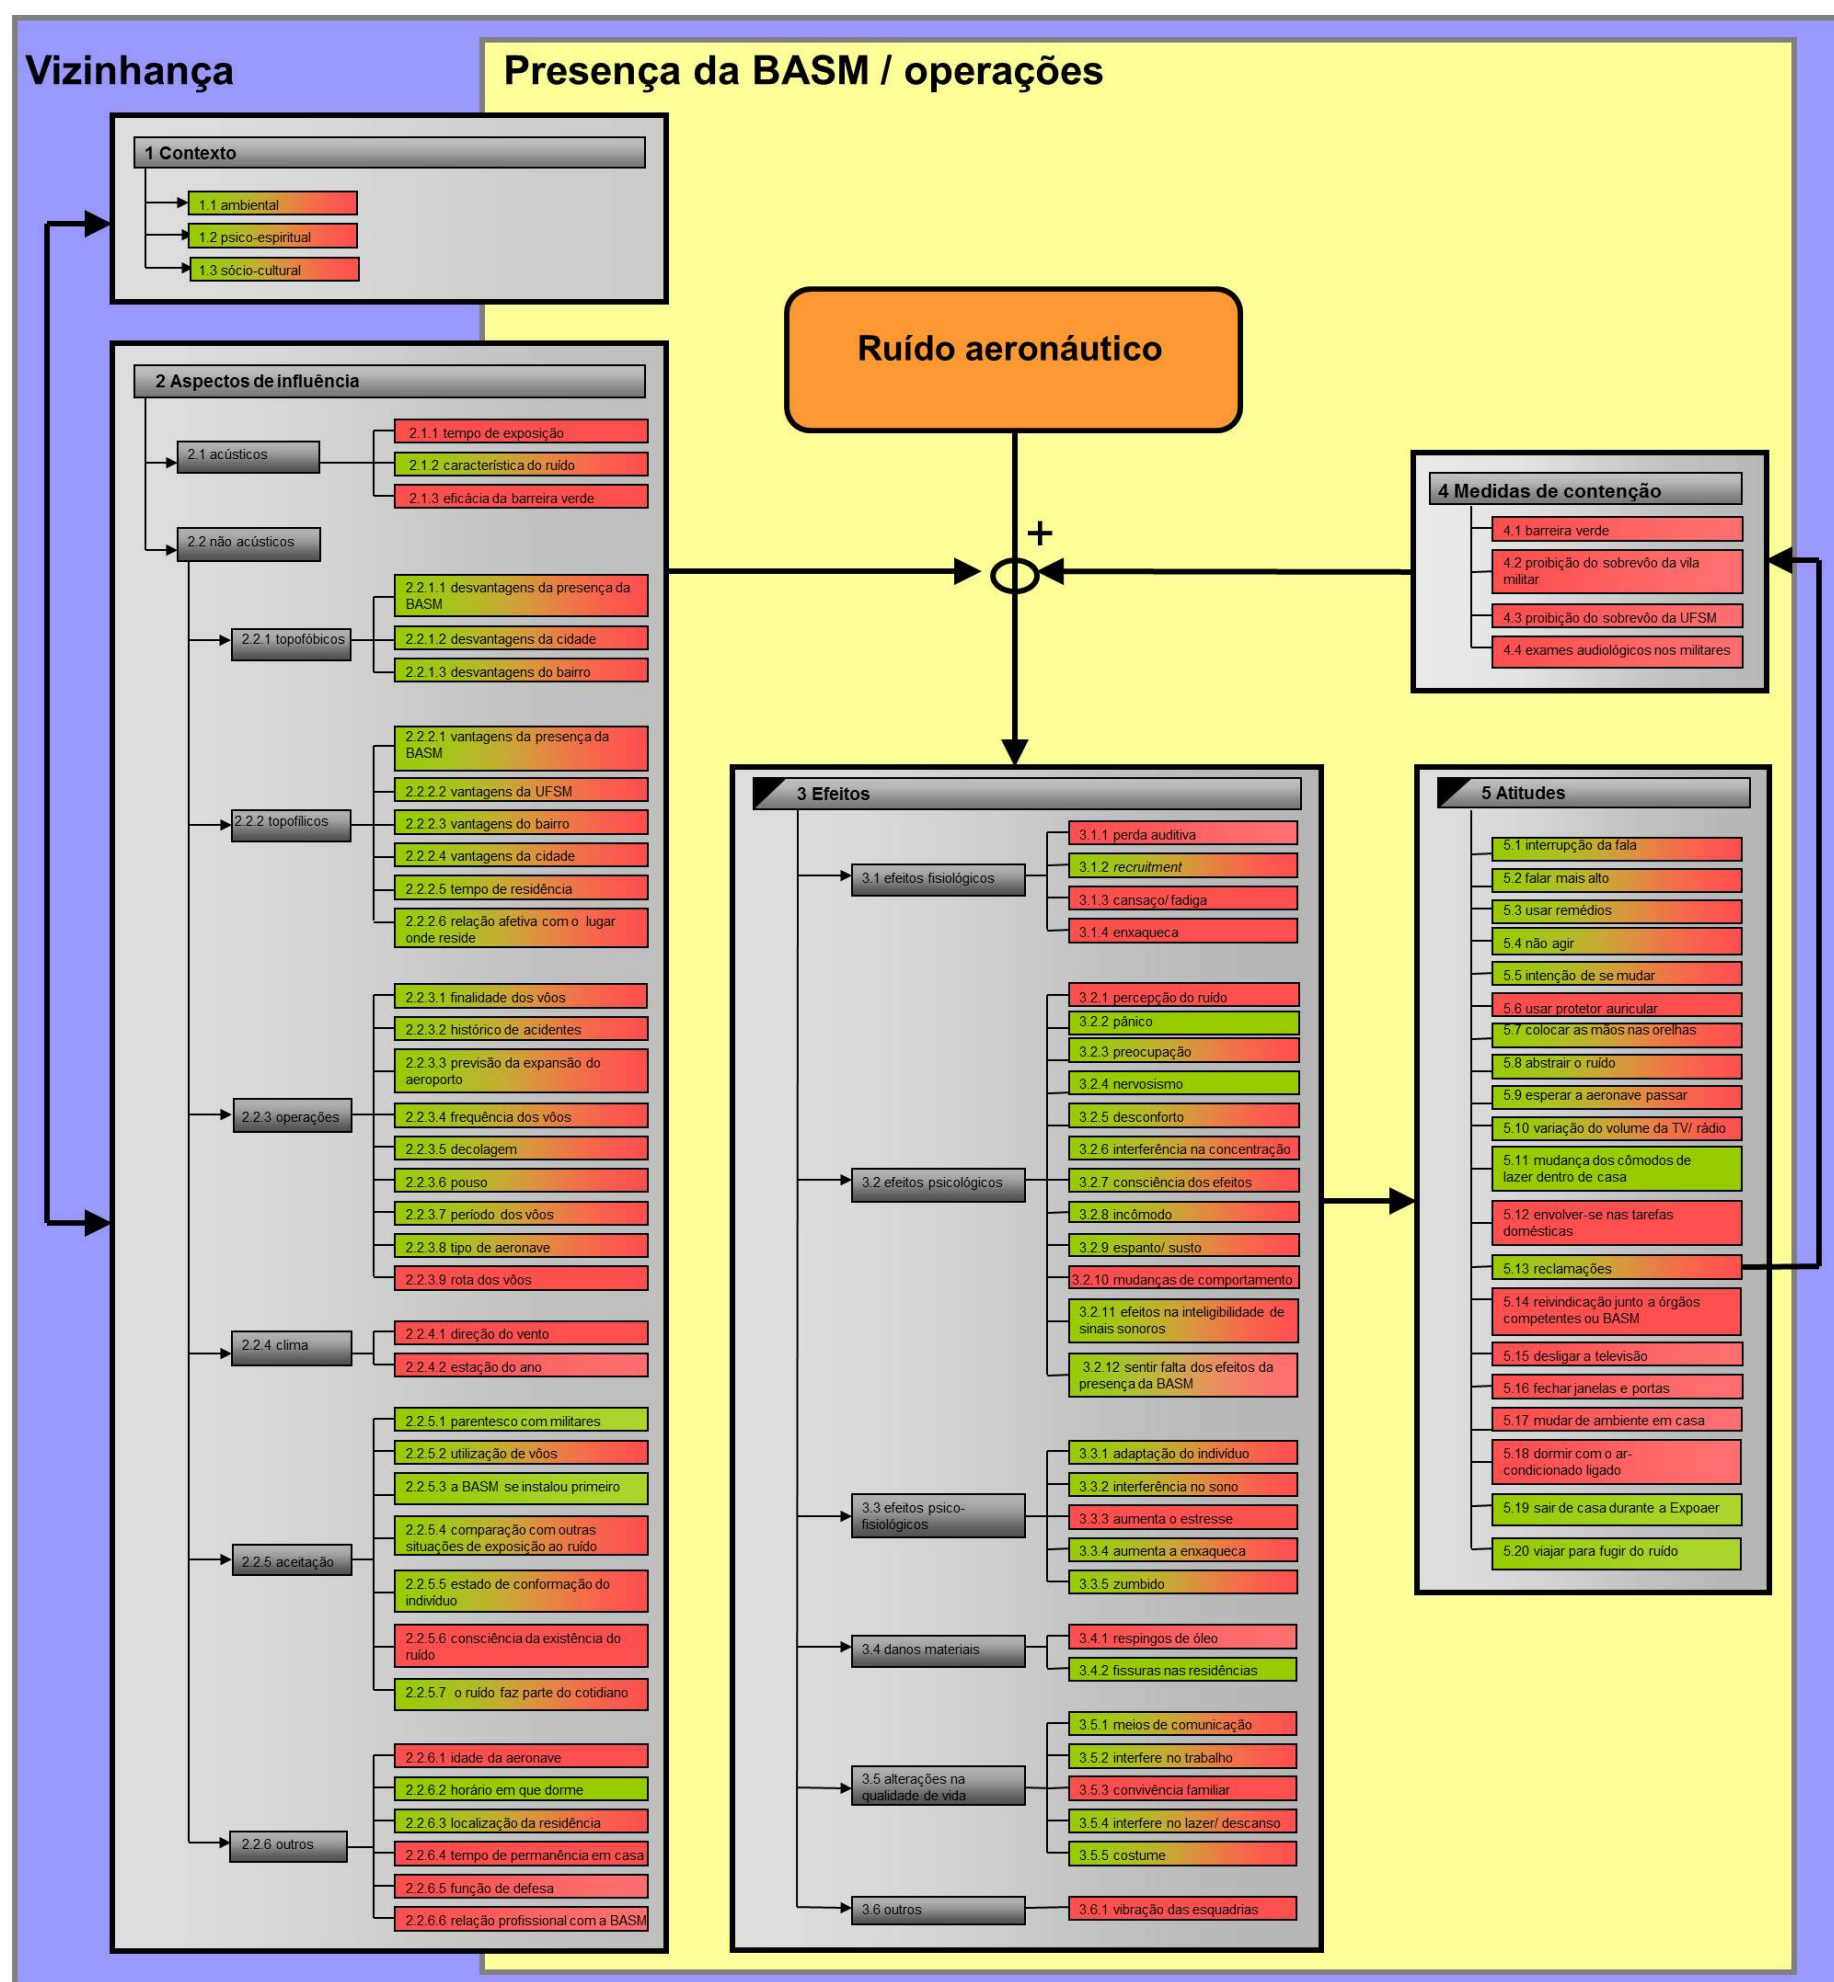 Vizinhança
Presença da BASM / operações
1 Contexto
1.1 ambiental
1.2 psico-espiritual
1.3 sócio-cultural
2 Aspectos de influência
2.1 acústicos
2.1.1 tempo de exposição
2.1.2 característica do ruído
2.1.3 eficácia da barreira verde
2.2 não acústicos
2.2.1 topofóbicos
2.2.1.1 desvantagens da presença da
BASM
2.2.1.2 desvantagens da cidade
2.2.1.3 desvantagens do bairro
2.2.2 topofílicos
2.2.2.1 vantagens da presença da
BASM
2.2.2.2 vantagens da UFSM
2.2.2.3 vantagens do bairro
2.2.2.4 vantagens da cidade
2.2.2.5 tempo de residência
2.2.2.6 relação afetiva com o lugar
onde reside
2.2.3 operações
2.2.3.1 finalidade dos vôos
2.2.3.2 histórico de acidentes
2.2.3.3 previsão da expansão do
aeroporto
2.2.3.4 frequência dos vôos
2.2.3.5 decolagem
2.2.3.6 pouso
2.2.3.7 período dos vôos
2.2.3.8 tipo de aeronave
2.2.3.9 rota dos vôos
2.2.4 clima
2.2.4.1 direção do vento
2.2.4.2 estação do ano
2.2.5 aceitação
2.2.5.1 parentesco com militares
2.2.5.2 utilização de vôos
2.2.5.3 a BASM se instalou primeiro
2.2.5.4 comparação com outras
situações de exposição ao ruído
2.2.5.5 estado de conformação do
indivíduo
2.2.5.6 consciência da existência do
ruído
2.2.5.7 o ruído faz parte do cotidiano
2.2.6 outros
2.2.6.1 idade da aeronave
2.2.6.2 horário em que dorme
2.2.6.3 localização da residência
2.2.6.4 tempo de permanência em casa
2.2.6.5 função de defesa
2.2.6.6 relação profissional com a BASM
Ruído aeronáutico
+
3 Efeitos
3.1 efeitos fisiológicos
3.1.1 perda auditiva
3.1.2 recruitment
3.1.3 cansaço/ fadiga
3.1.4 enxaqueca
3.2 efeitos psicológicos
3.2.1 percepção do ruído
3.2.2 pânico
3.2.3 preocupação
3.2.4 nervosismo
3.2.5 desconforto
3.2.6 interferência na concentração
3.2.7 consciência dos efeitos
3.2.8 incômodo
3.2.9 espanto/ susto
3.2.10 mudanças de comportamento
3.2.11 efeitos na inteligibilidade de
sinais sonoros
3.2.12 sentir falta dos efeitos da
presença da BASM
3.3 efeitos psico-
fisiológicos
3.3.1 adaptação do indivíduo
3.3.2 interferência no sono
3.3.3 aumenta o estresse
3.3.4 aumenta a enxaqueca
3.3.5 zumbido
3.4 danos materiais
3.4.1 respingos de óleo
3.4.2 fissuras nas residências
3.5 alterações na
qualidade de vida
3.5.1 meios de comunicação
3.5.2 interfere no trabalho
3.5.3 convivência familiar
3.5.4 interfere no lazer/ descanso
3.5.5 costume
3.6 outros
3.6.1 vibração das esquadrias
4 Medidas de contenção
4.1 barreira verde
4.2 proibição do sobrevôo da vila
militar
4.3 proibição do sobrevôo da UFSM
4.4 exames audiológicos nos militares
5 Atitudes
5.1 interrupção da fala
5.2 falar mais alto
5.3 usar remédios
5.4 não agir
5.5 intenção de se mudar
5.6 usar protetor auricular
5.7 colocar as mãos nas orelhas
5.8 abstrair o ruído
5.9 esperar a aeronave passar
5.10 variação do volume da TV/ rádio
5.11 mudança dos cômodos de
lazer dentro de casa
5.12 envolver-se nas tarefas
domésticas
5.13 reclamações
5.14 reivindicação junto a órgãos
competentes ou BASM
5.15 desligar a televisão
5.16 fechar janelas e portas
5.17 mudar de ambiente em casa
5.18 dormir com o ar-
condicionado ligado
5.19 sair de casa durante a Expoaer
5.20 viajar para fugir do ruído